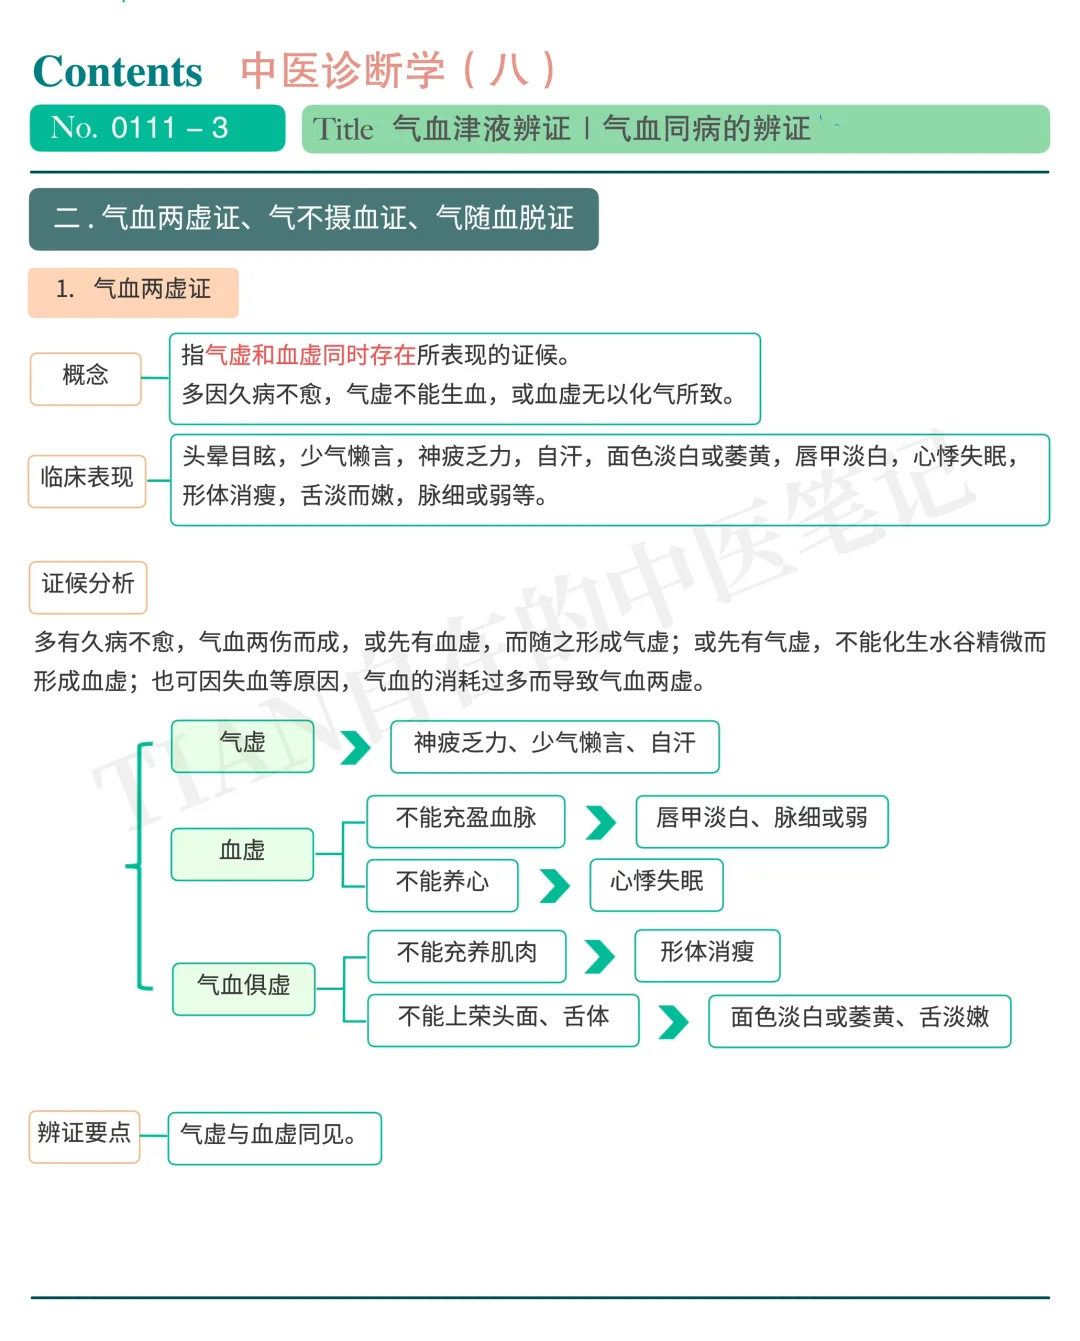 Contents 中医诊断学(八)
No. 0111-3
Title 气血津液辨证|气血同病的辨证
二.气血两虚证、气不摄血证、气随血脱证
1. 气血两虚证
概念
指气虚和血虚同时存在所表现的证候。
多因久病不愈，气虚不能生血，或血虚无以化气所致。
临床表现
头晕目眩，少气懒言，神疲乏力，自汗，面色淡白或萎黄，唇甲淡白，心悸失眠，
形体消瘦，舌淡而嫩，脉细或弱等。
证候分析
多有久病不愈，气血两伤而成，或先有血虚，而随之形成气虚；或先有气虚，不能化生水谷精微而
形成血虚；也可因失血等原因，气血的消耗过多而导致气血两虚。
气虚
神疲乏力、少气懒言、自汗
血虚
不能充盈血脉
唇甲淡白、脉细或弱
不能养心
心悸失眠
气血俱虚
不能充养肌肉
形体消瘦
不能上荣头面、舌体
面色淡白或萎黄、舌淡嫩
辨证要点
气虚与血虚同见。
TIAN自在的中医笔记